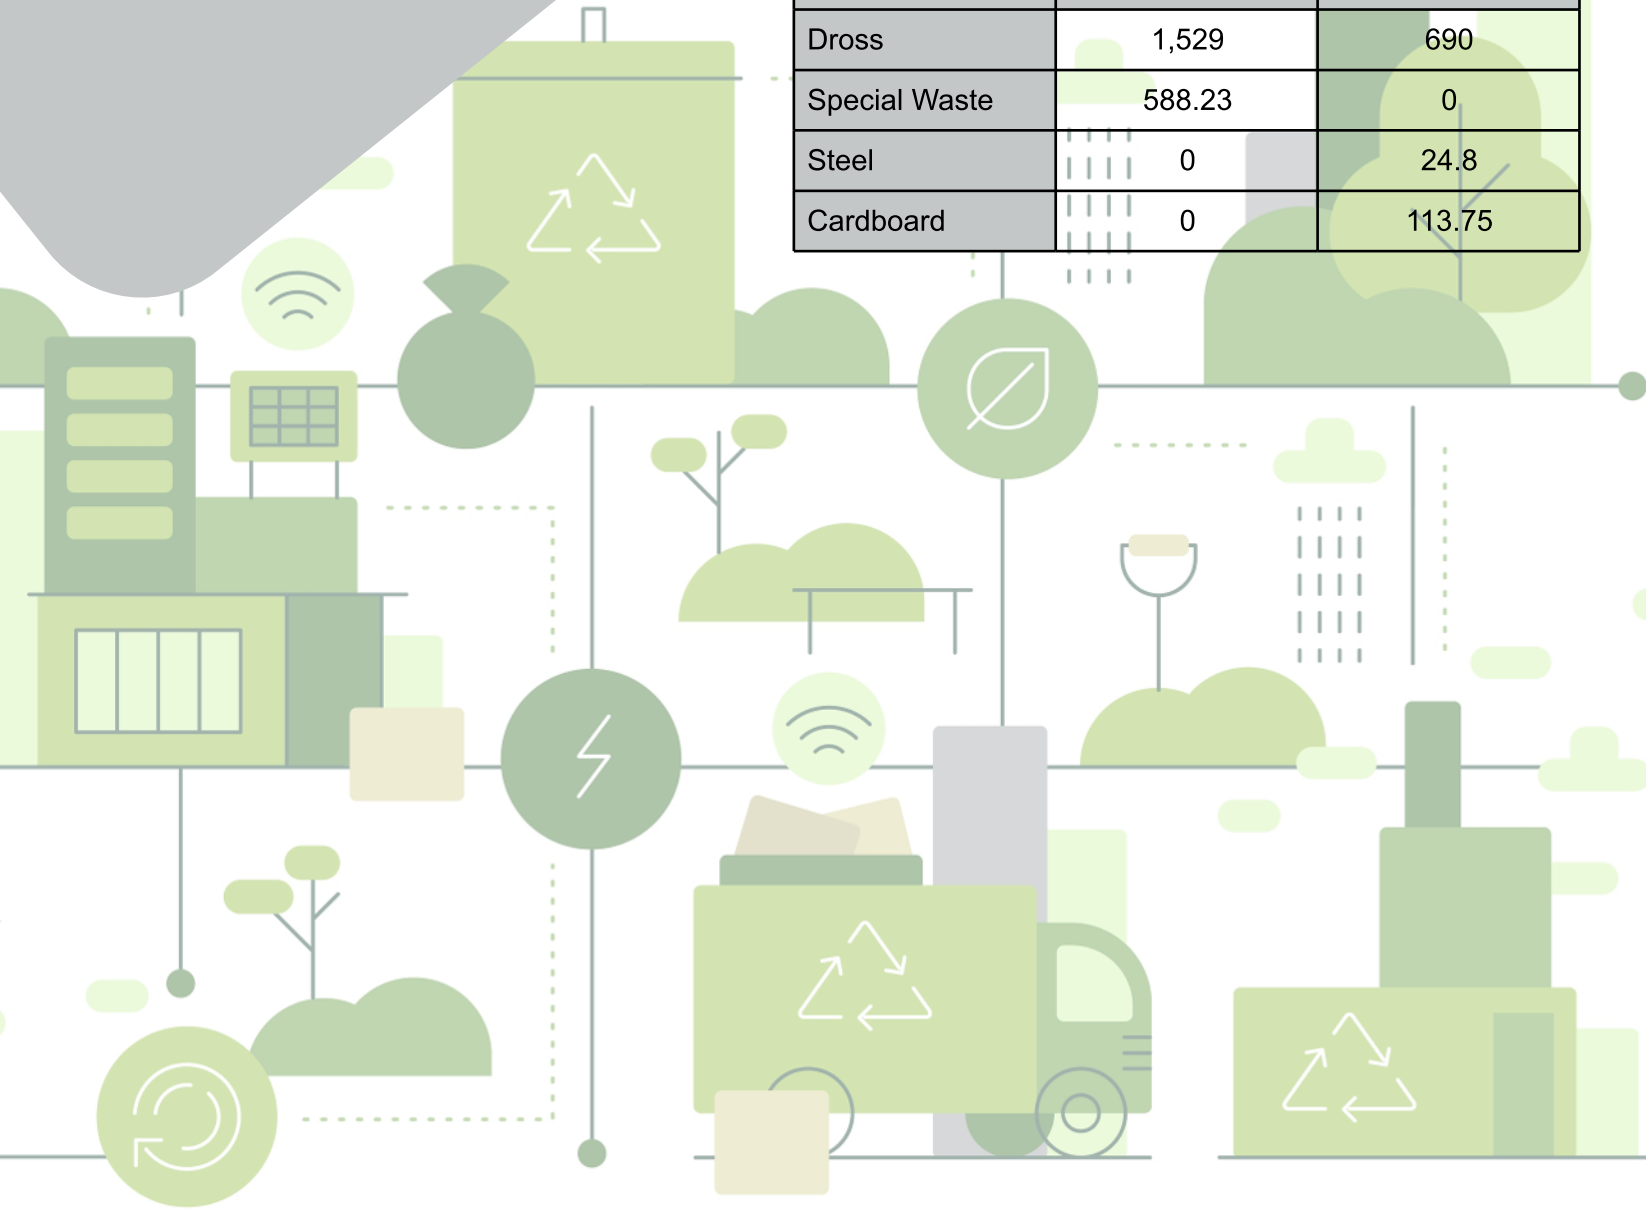 Dross 1,529 690
Special Waste 588.23 0
Steel 0 24.8
Cardboard 0 113.75